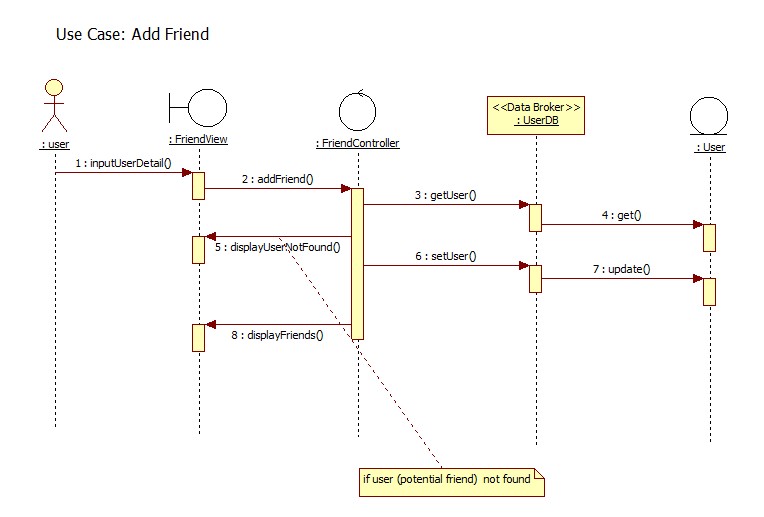 Use Case: Add Friend
<<Data Broker>>
: UserDB
: user
: FriendView
: FriendController
: User
1 : inputUserDetail()
2 : addFriend()
3 : getUser()
4 : get()
5 : displayUserNotFound()
6 : setUser()
7 : update()
8 : displayFriends()
if user (potential friend)  not found